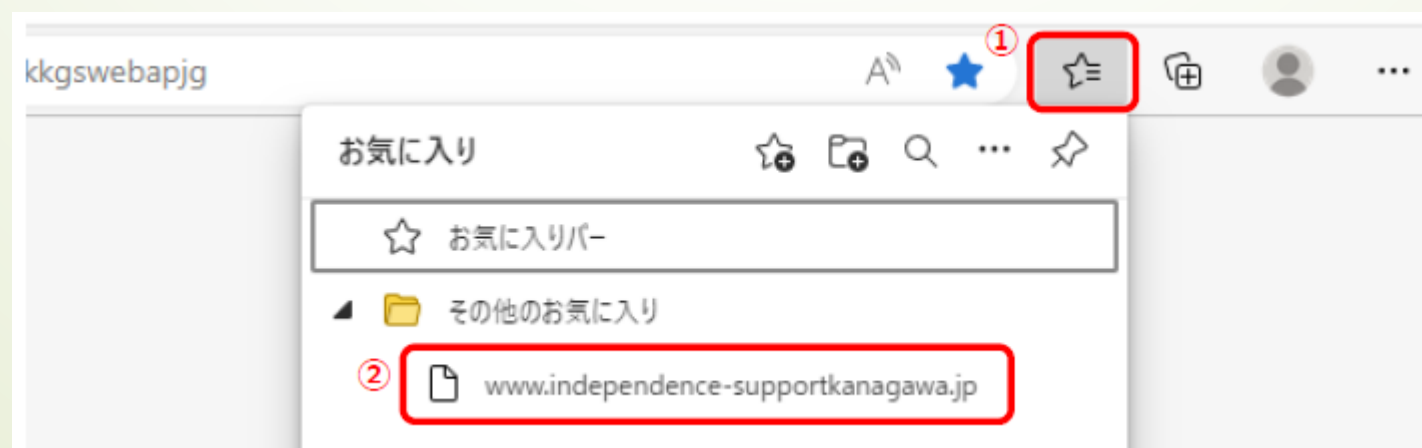 ①
kkgswebapjg
お気に入り
お気に入りバー
その他のお気に入り
②
www.independence-supportkanagawa.jp